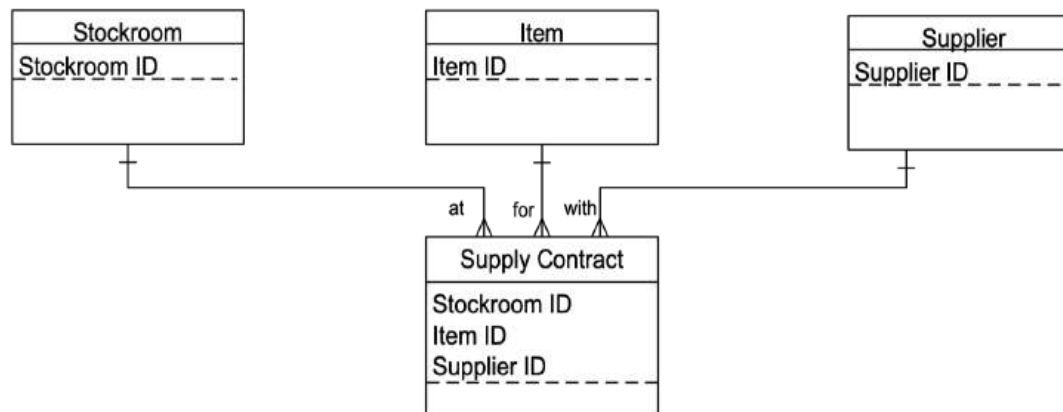 Stockroom
Stockroom ID
Item
Item ID
Supplier
Supplier ID
at
for
with
Supply Contract
Stockroom ID
Item ID
Supplier ID